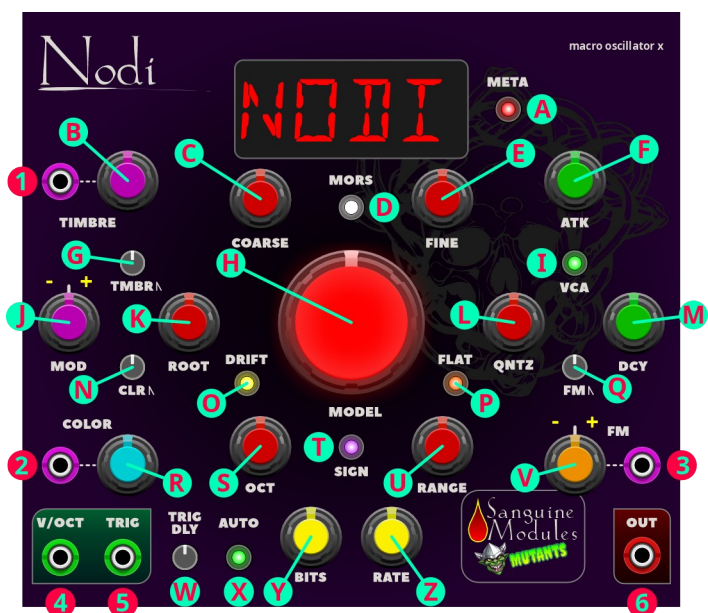 Nodi
macro oscillator x
NODI
META
A
B
C
E
F
1
MORS
D
TIMBRE
COARSE
FINE
ATK
G
H
I
TMBR
VCA
- +
J
K
L
M
MOD
ROOT
DRIFT
FLAT
QNTZ
DCY
N
CLR
O
P
FM
Q
MODEL
COLOR
- +
FM
2
R
S
OCT
T
SIGN
U
RANGE
V
3
V/OCT
TRIG
TRIG
DLY
AUTO
Sanguine
Modules
MUTANTS
OUT
4
5
W
X
Y
BITS
RATE
Z
6